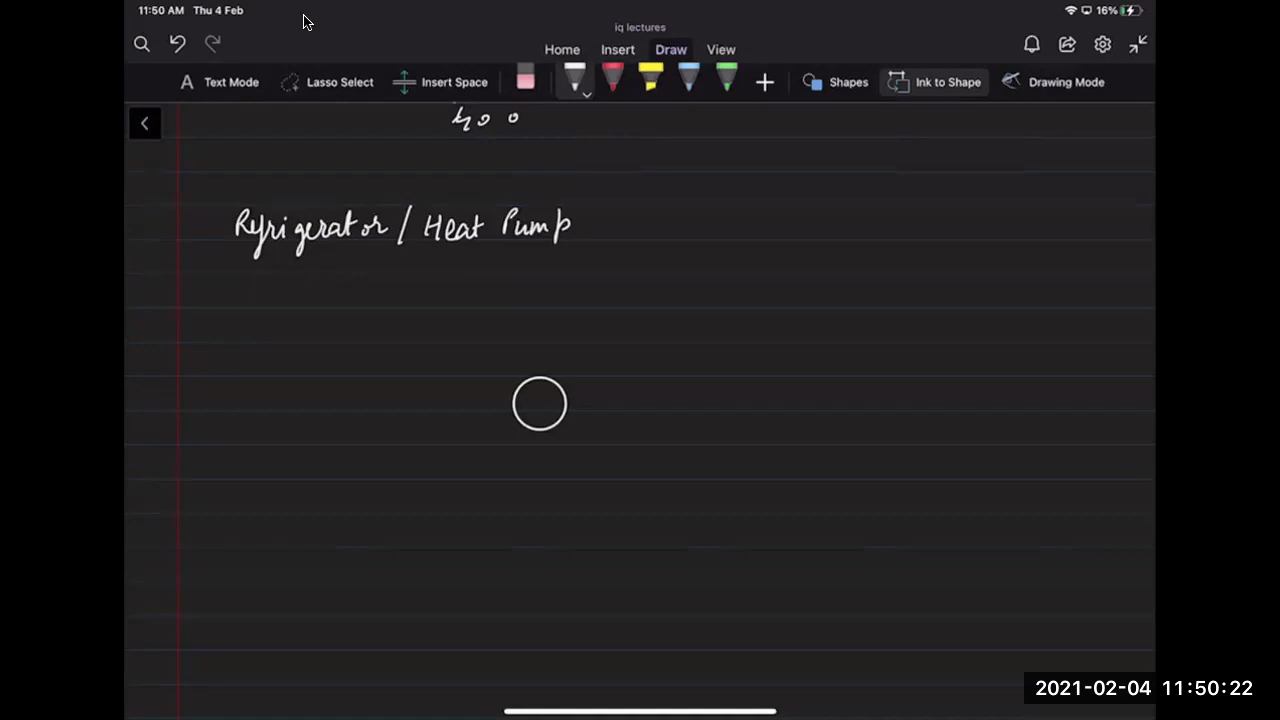 11:50 AM Thu 4 Feb
16%
iq lectures
Home Insert Draw View
A Text Mode Lasso Select Insert Space Shapes Ink to Shape Drawing Mode
400
Refrigerator / Heat Pump
2021-02-04 11:50:22